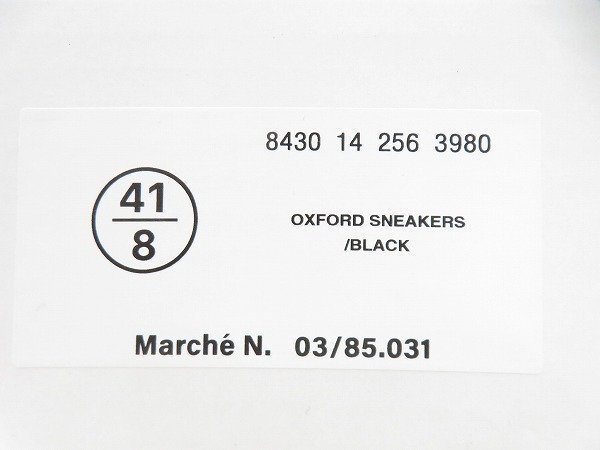 8430 14 256 3980
41
8
OXFORD SNEAKERS
/BLACK
Marché N. 03/85.031